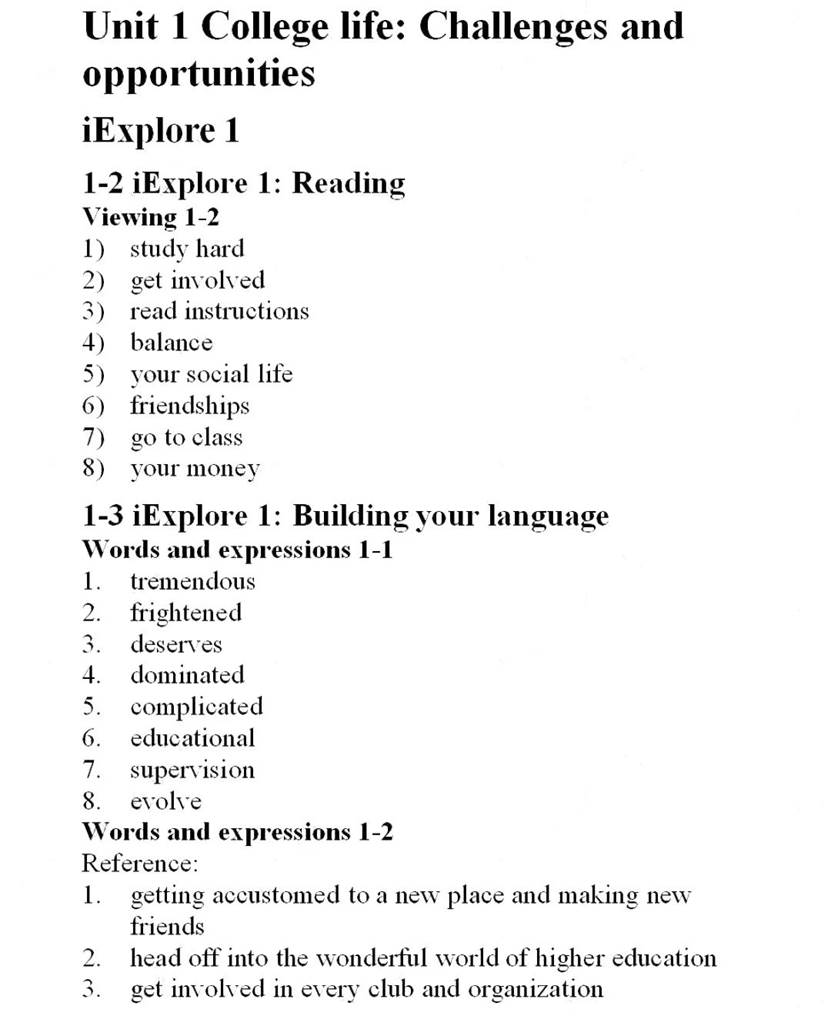 Unit 1 College life: Challenges and
opportunities
iExplore 1
1-2 iExplore 1: Reading
Viewing 1-2
1) study hard
2) get involved
3) read instructions
4) balance
5) your social life
6) friendships
7) go to class
8) your money
1-3 iExplore 1: Building your language
Words and expressions 1-1
1. tremendous
2. frightened
3. deserves
4. dominated
5. complicated
6. educational
7. supervision
8. evolve
Words and expressions 1-2
Reference:
1. getting accustomed to a new place and making new
friends
2. head off into the wonderful world of higher education
3. get involved in every club and organization